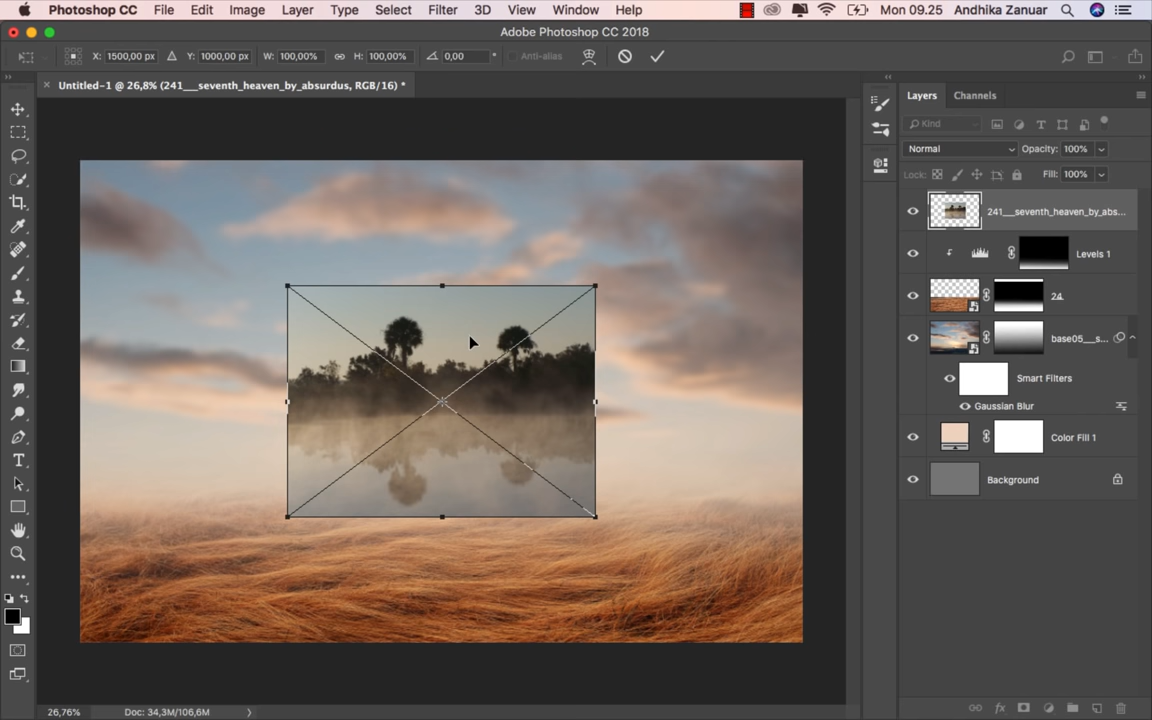 Photoshop CC File Edit Image Layer Type Select Filter 3D View Window Help Mon 09.25 Andhika Zanuar
Adobe Photoshop CC 2018
X: 1500,00 px Y: 1000,00 px W: 100,00% H: 100,00% 0,00 ° Anti-alias
Untitled-1 @ 26,8% (241___seventh_heaven_by_absurdus, RGB/16) *
Layers Channels
Kind
Normal Opacity: 100%
Lock: Fill: 100%
241___seventh_heaven_by_abs...
Levels 1
24.
base05__s...
Smart Filters
Gaussian Blur
Color Fill 1
Background
26,76% Doc: 34,3M/106,6M